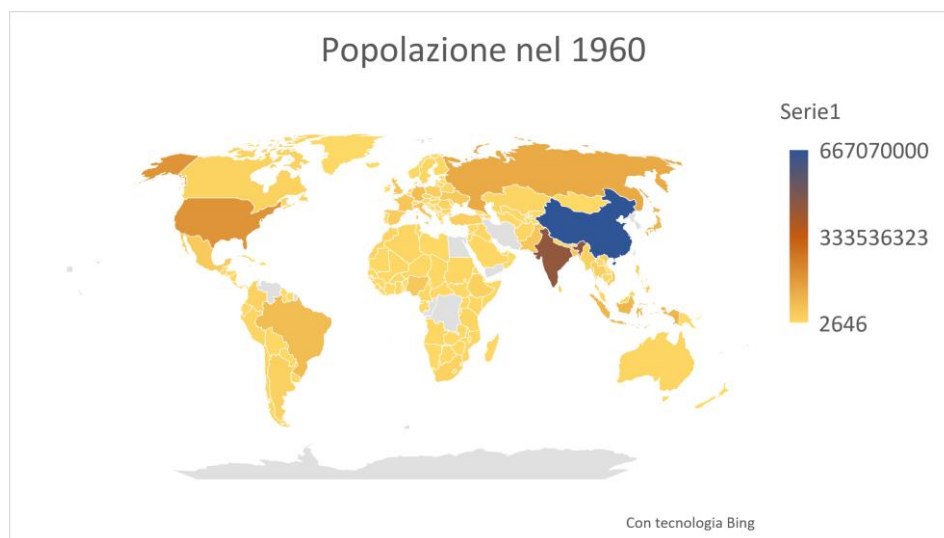 Popolazione nel 1960
Serie1
667070000
333536323
2646
Con tecnologia Bing